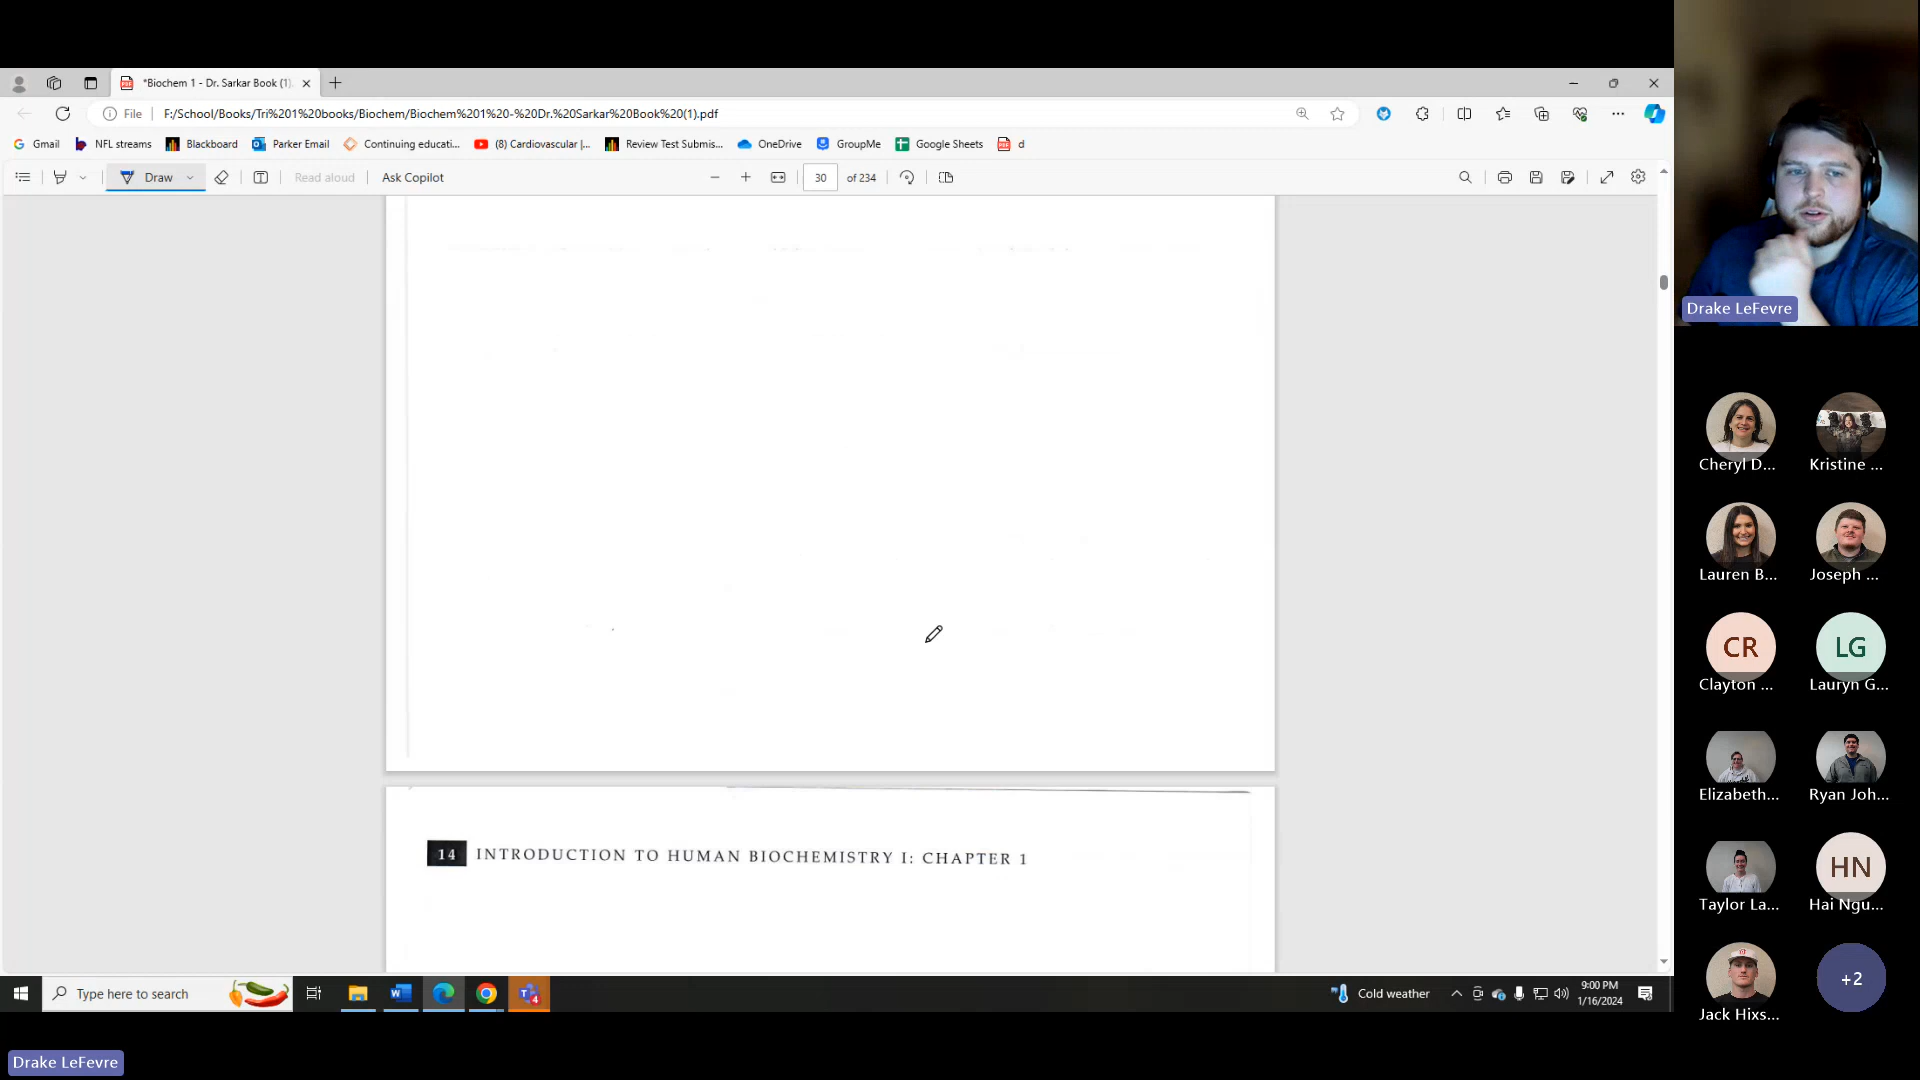 *Biochem 1 - Dr. Sarkar Book (1).
File
F:/School/Books/Tri%201%20books/Biochem/Biochem%201%20-%20Dr.%20Sarkar%20Book%20(1).pdf
Gmail
NFL streams
Blackboard
Parker Email
Continuing educati...
(8) Cardiovascular |...
Review Test Submis...
OneDrive
GroupMe
Google Sheets
d
Draw
Read aloud
Ask Copilot
30
of 234
14 INTRODUCTION TO HUMAN BIOCHEMISTRY I: CHAPTER 1
Type here to search
4
Cold weather
9:00 PM
1/16/2024
Drake LeFevre
Drake LeFevre
Cheryl D...
Kristine ...
Lauren B...
Joseph ...
CR
Clayton ...
LG
Lauryn G...
Elizabeth...
Ryan Joh...
Taylor La...
HN
Hai Ngu...
Jack Hixs...
+2